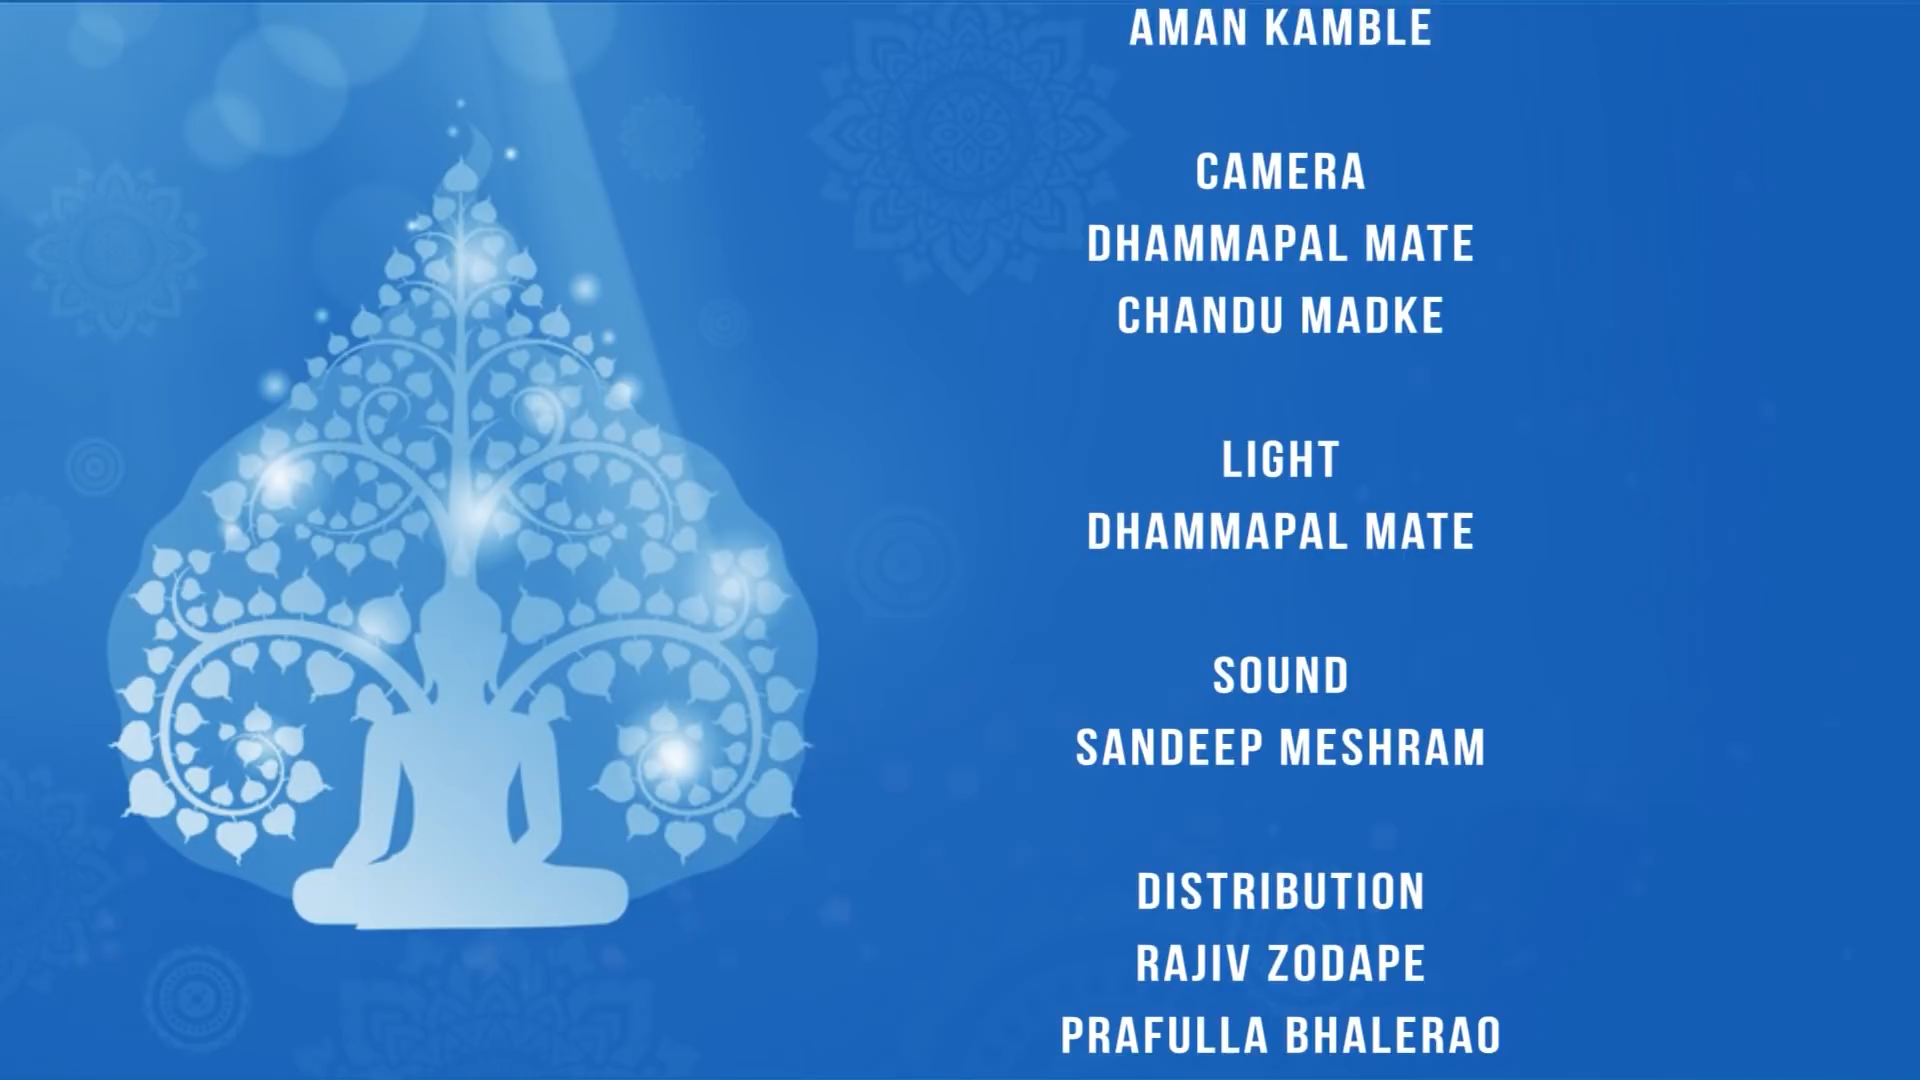 AMAN KAMBLE
CAMERA
DHAMMAPAL MATE
CHANDU MADKE
LIGHT
DHAMMAPAL MATE
SOUND
SANDEEP MESHRAM
DISTRIBUTION
RAJIV ZODAPE
PRAFULLA BHALERAO